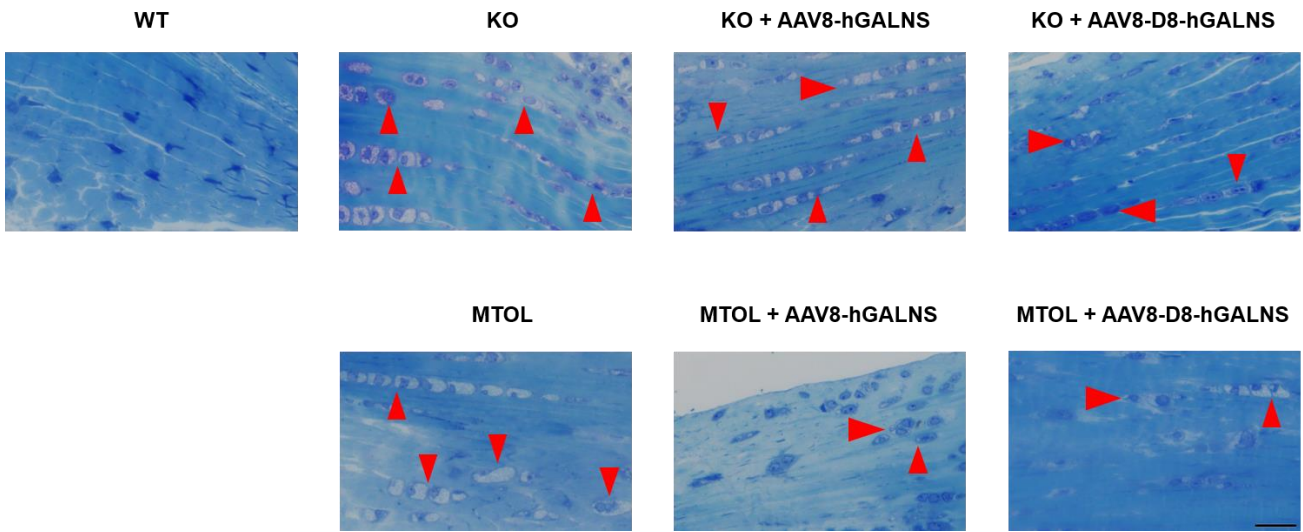 WT
KO
KO + AAV8-hGALNS
KO + AAV8-D8-hGALNS
MTOL
MTOL + AAV8-hGALNS
MTOL + AAV8-D8-hGALNS